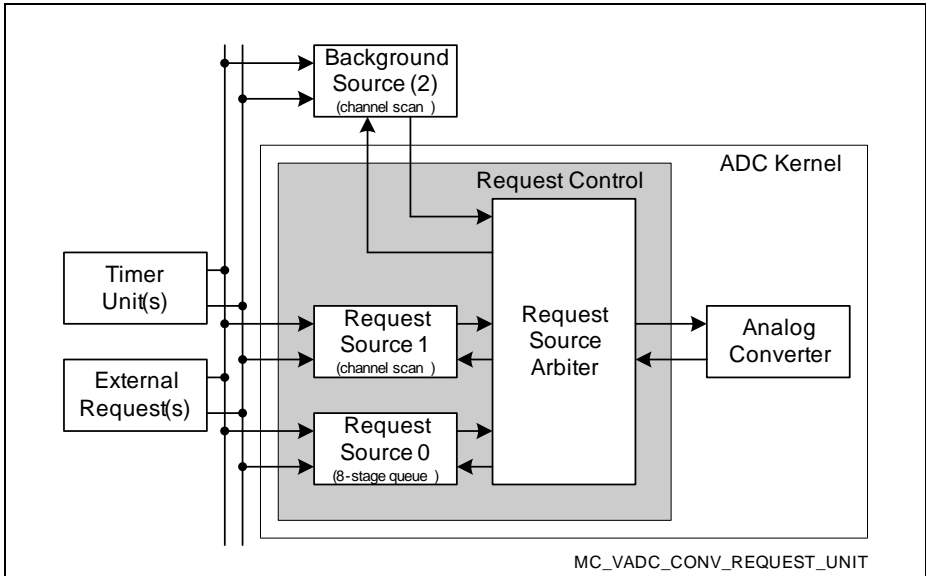 Background
Source (2)
(channel scan )
ADC Kernel
Request Control
Timer
Unit(s)
External
Request(s)
Request
Source 1
(channel scan )
Request
Source 0
(8-stage queue )
Request
Source
Arbiter
Analog
Converter
MC_VADC_CONV_REQUEST_UNIT